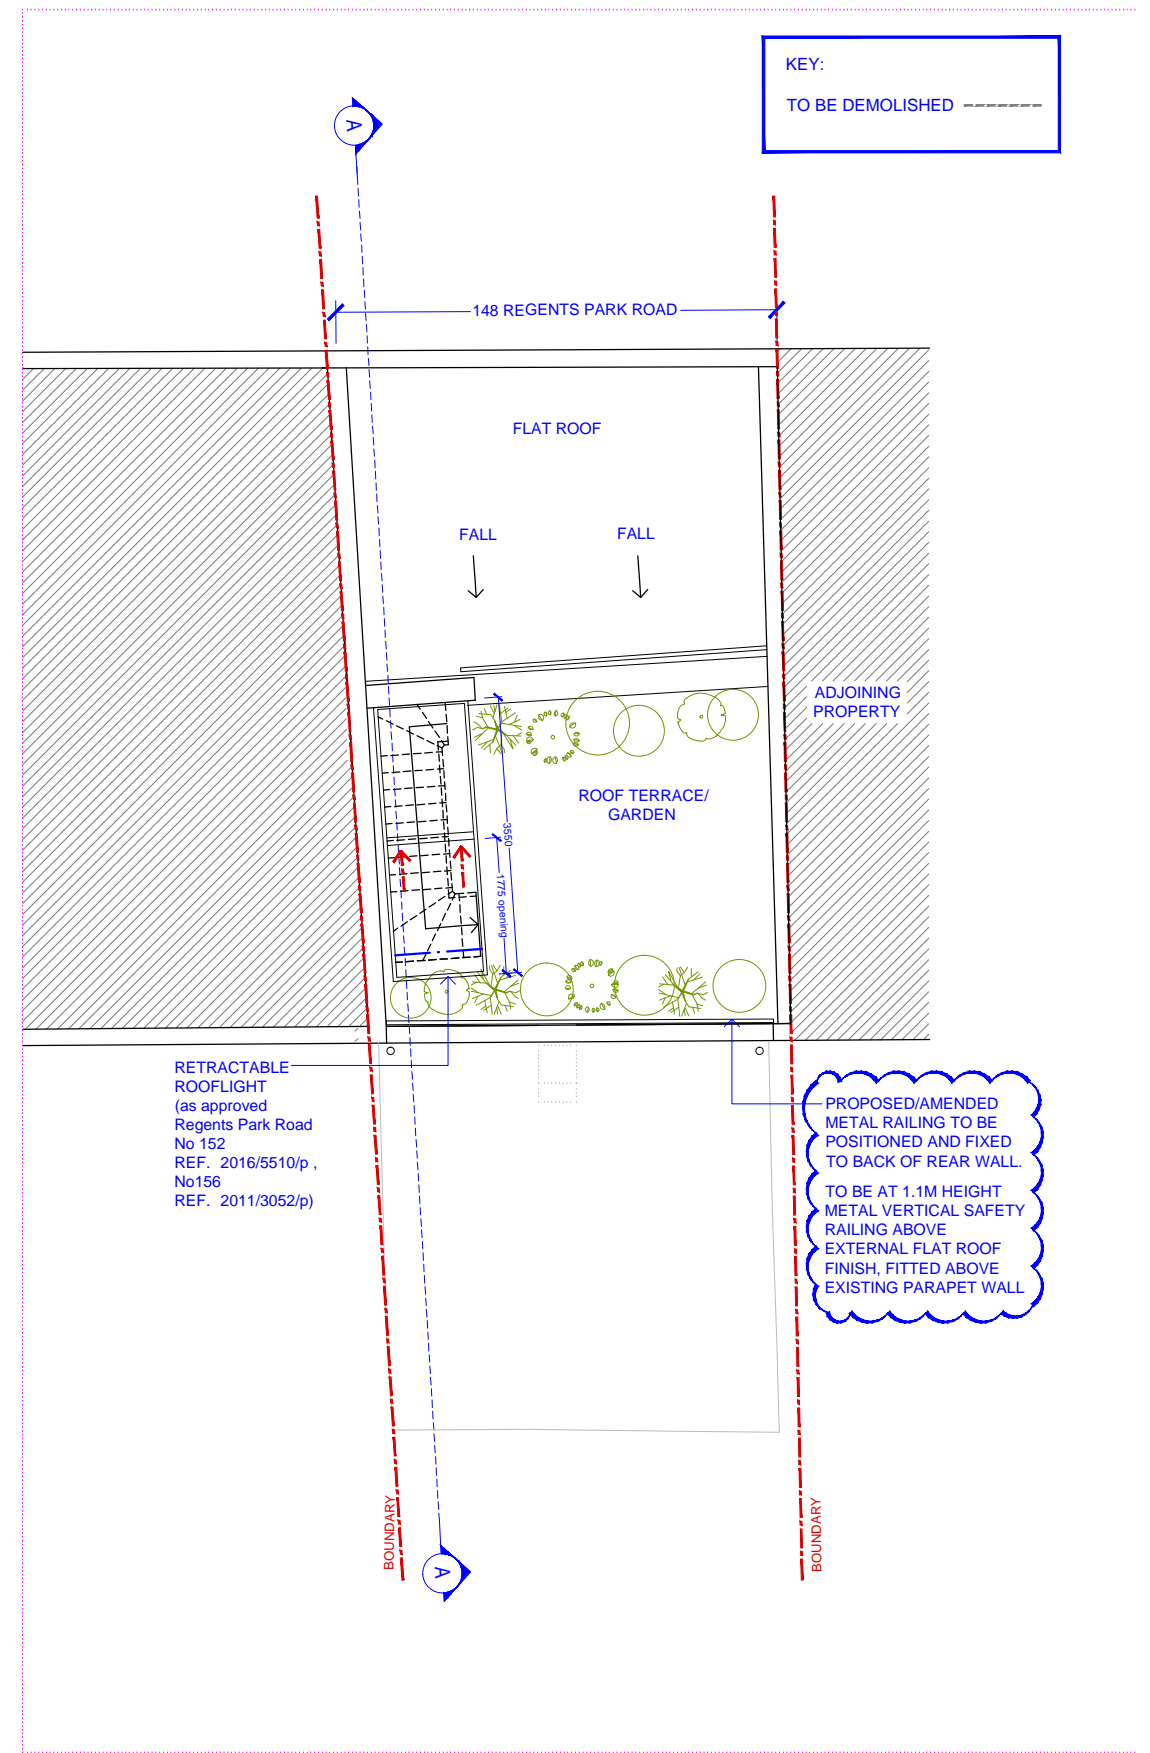 KEY:
TO BE DEMOLISHED
A
148 REGENTS PARK ROAD
FLAT ROOF
FALL
FALL
ADJOINING
PROPERTY
ROOF TERRACE/
GARDEN
3550
1775 opening
RETRACTABLE
ROOFLIGHT
(as approved
Regents Park Road
No 152
REF. 2016/5510/p ,
No156
REF. 2011/3052/p)
PROPOSED/AMENDED
METAL RAILING TO BE
POSITIONED AND FIXED
TO BACK OF REAR WALL.
TO BE AT 1.1M HEIGHT
METAL VERTICAL SAFETY
RAILING ABOVE
EXTERNAL FLAT ROOF
FINISH, FITTED ABOVE
EXISTING PARAPET WALL
BOUNDARY
BOUNDARY
A